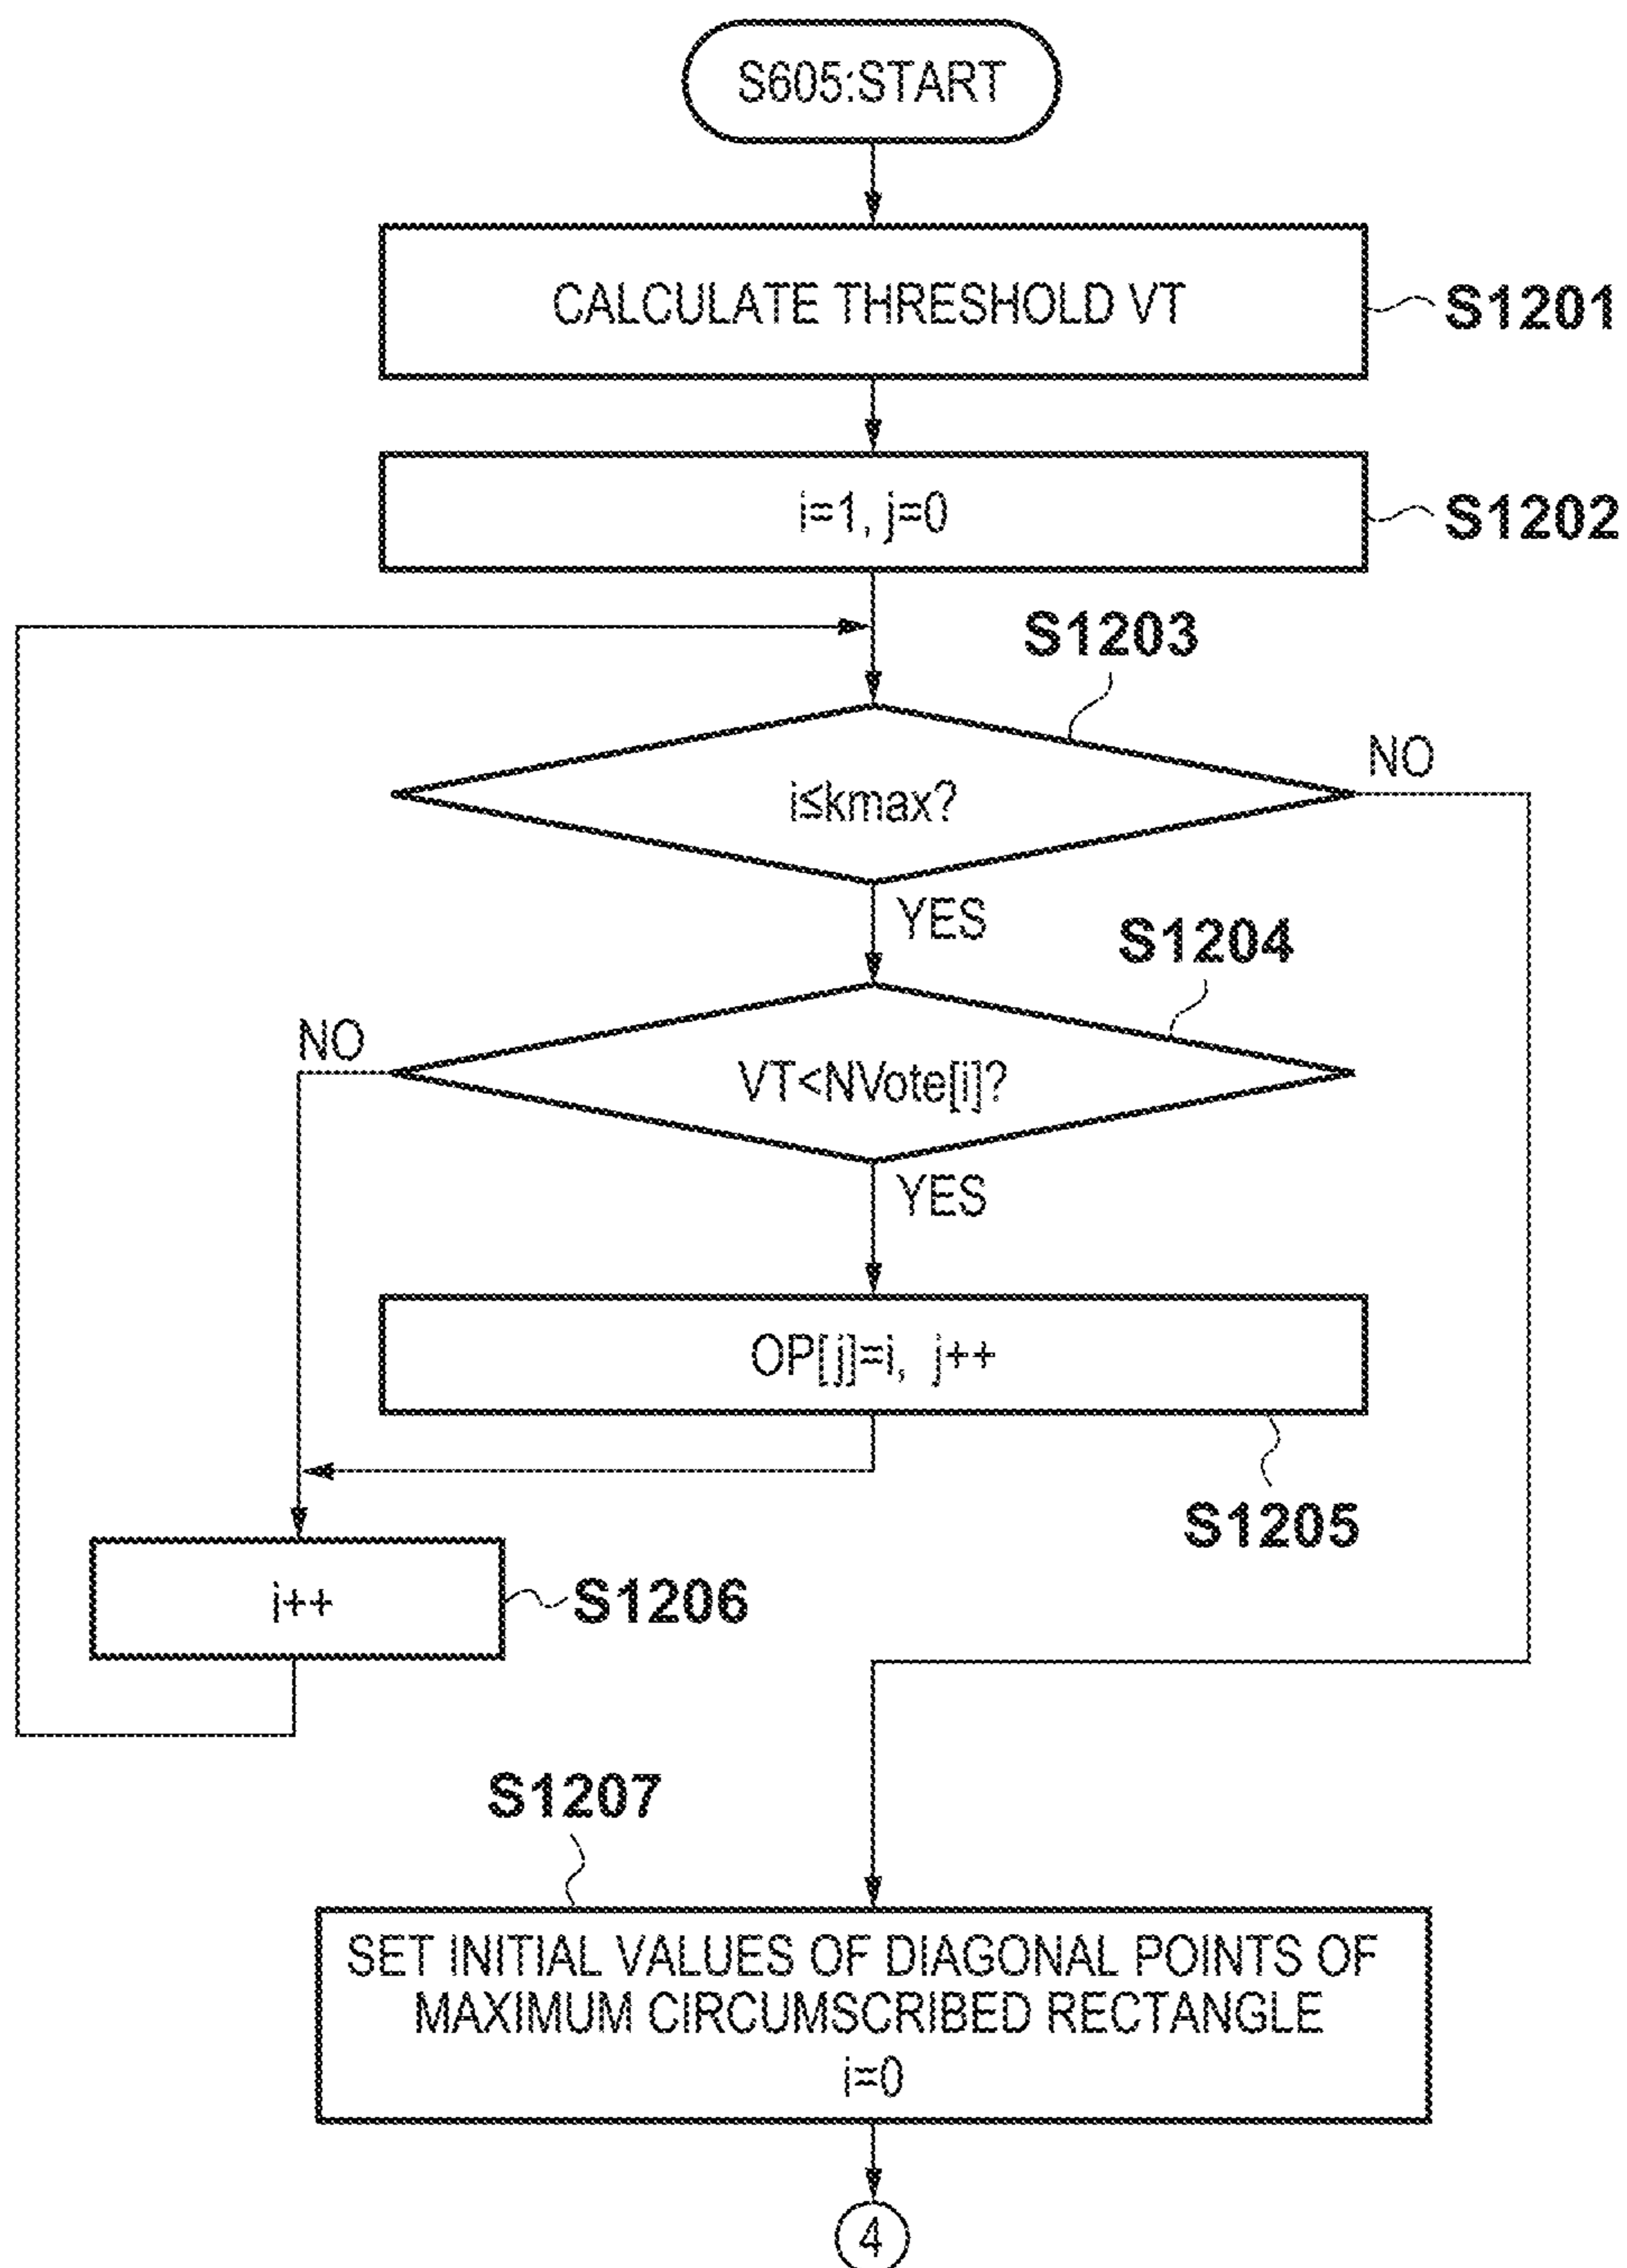 S605:START
CALCULATE THRESHOLD VT
S1201
i=1, j=0
S1202
S1203
i≤kmax?
NO
YES
S1204
NO
VT<NVote[i]?
YES
OP[j]=i, j++
S1205
i++
S1206
S1207
SET INITIAL VALUES OF DIAGONAL POINTS OF
MAXIMUM CIRCUMSCRIBED RECTANGLE
i=0
4